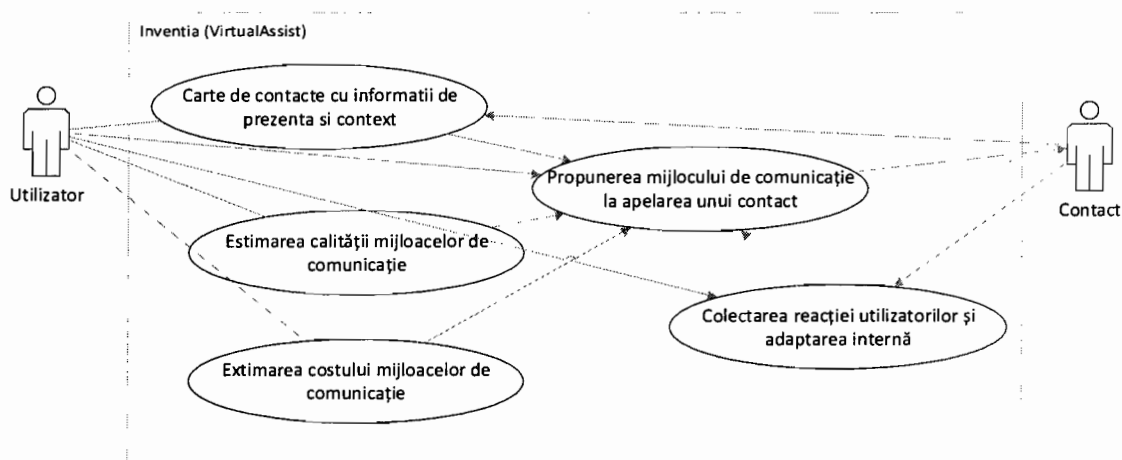 Inventia (VirtualAssist)
Carte de contacte cu informatii de
prezenta si context
Utilizator
Propunerea mijlocului de comunicație
la apelarea unui contact
Contact
Estimarea calității mijloacelor de
comunicație
Colectarea reacției utilizatorilor și
adaptarea internă
Extimarea costului mijloacelor de
comunicație